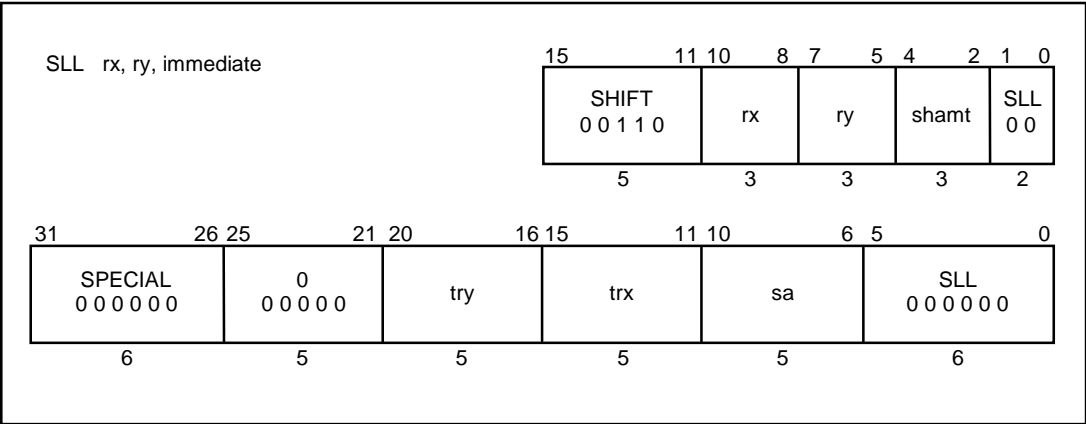 SLL rx, ry, immediate
15 11 10 8 7 5 4 2 1 0
SHIFT rx ry shamt SLL
0 0 1 1 0 0 0
5 3 3 3 2
31 26 25 21 20 16 15 11 10 6 5 0
SPECIAL 0 try trx sa SLL
0 0 0 0 0 0 0 0 0 0 0 0 0 0 0 0 0
6 5 5 5 5 6